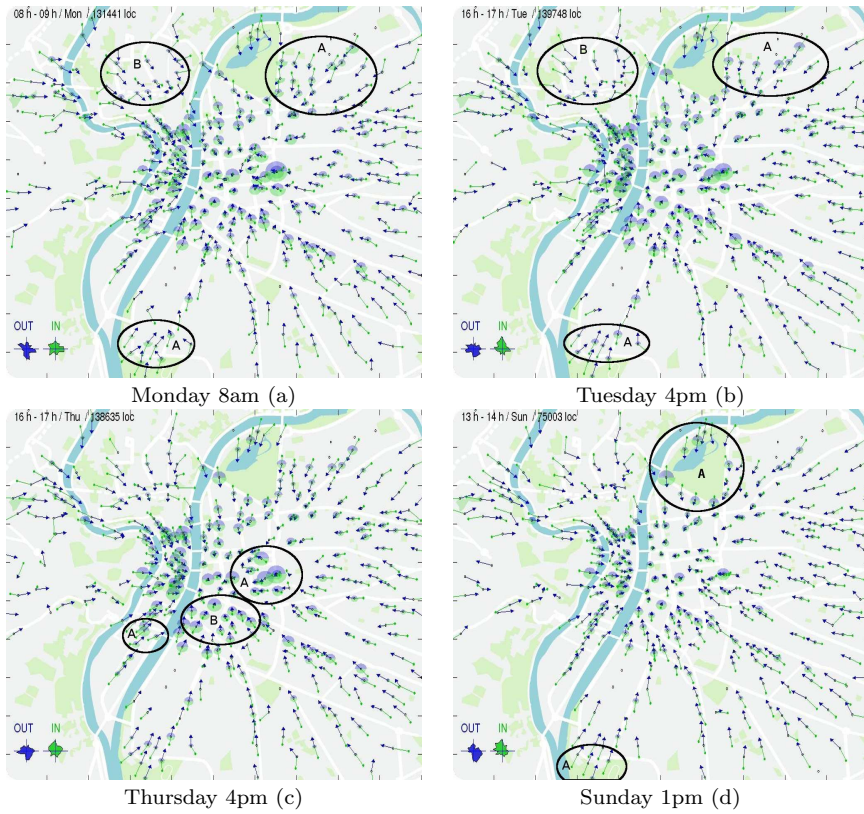 08 h - 09 h / Mon / 131441 loc
16 h - 17 h / Tue / 139748 loc
B
A
B
A
OUT IN
A
OUT IN
A
Monday 8am (a)
Tuesday 4pm (b)
16 h - 17 h / Thu / 138635 loc
13 h - 14 h / Sun / 75003 loc
A
A
B
A
OUT IN
OUT IN
A
Thursday 4pm (c)
Sunday 1pm (d)